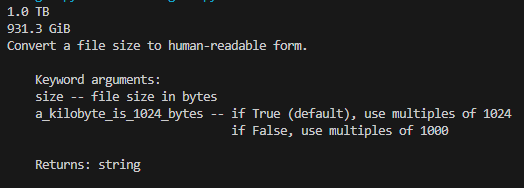 1.0 TB
931.3 GiB
Convert a file size to human-readable form.

    Keyword arguments:
    size -- file size in bytes
    a_kilobyte_is_1024_bytes -- if True (default), use multiples of 1024
                                if False, use multiples of 1000

    Returns: string